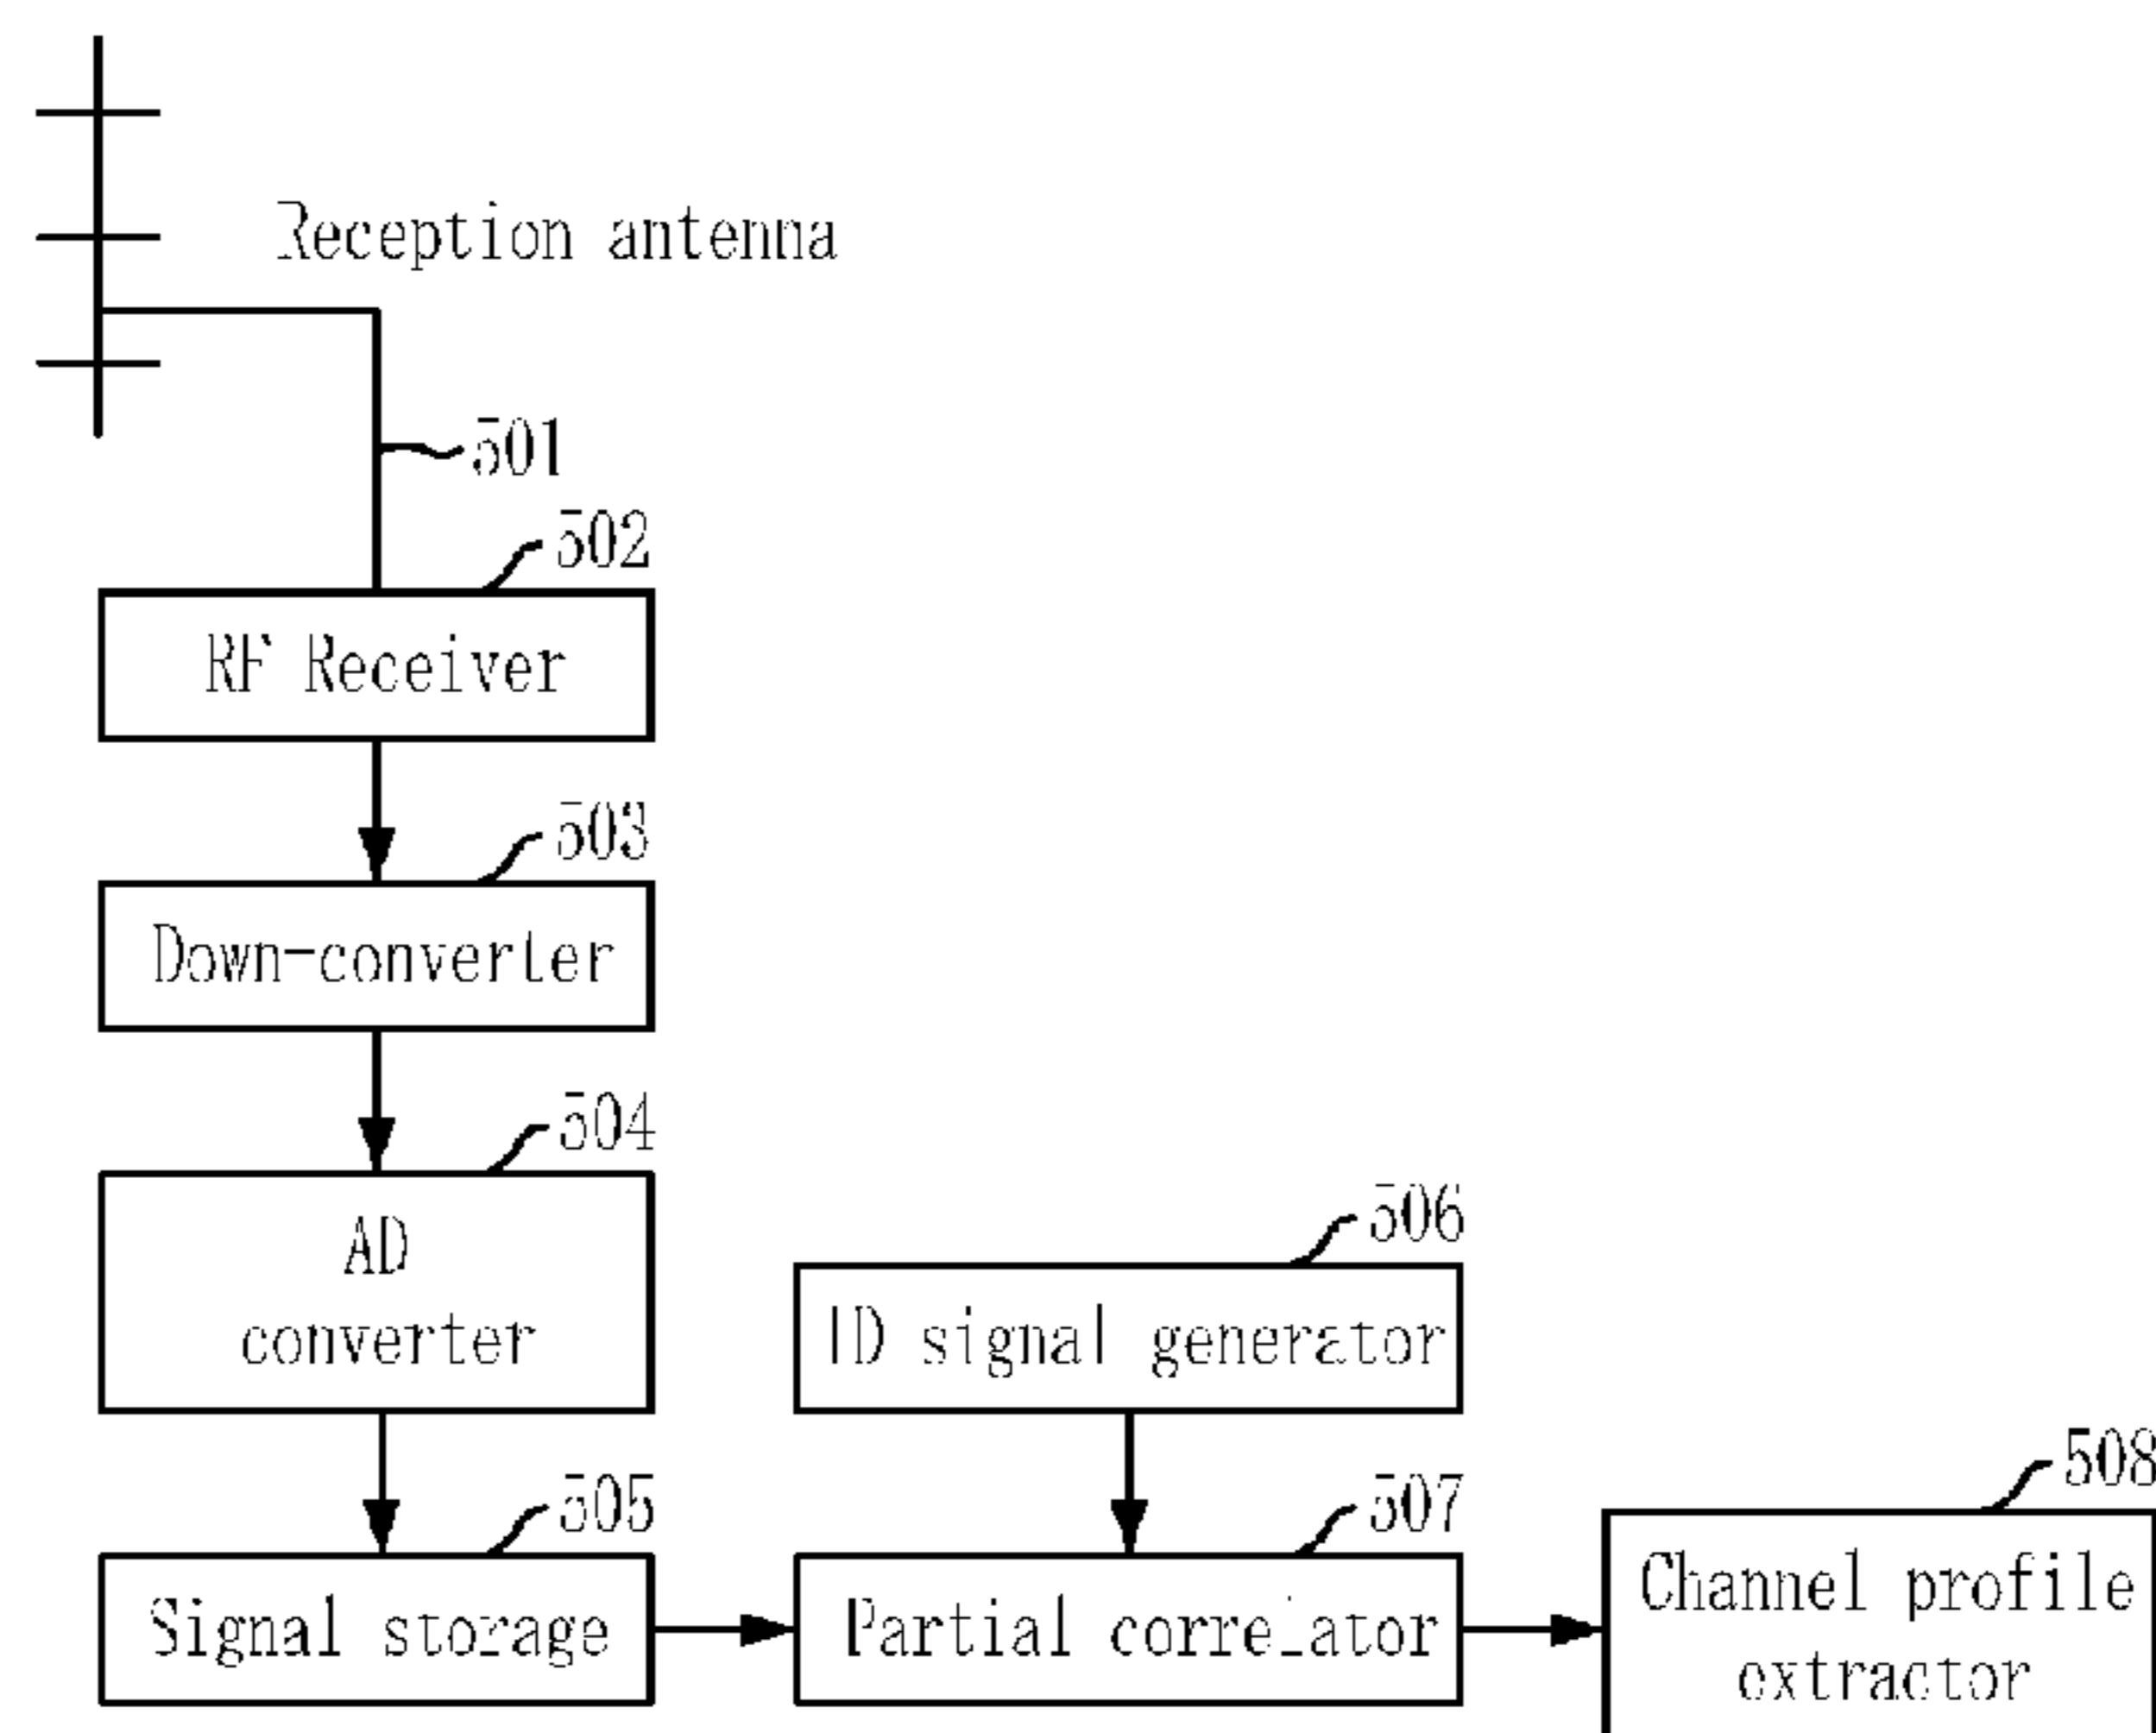 Reception antenna
501
502
RF Receiver
503
Down-converter
504
AD
converter
506
ID signal generator
505
Signal storage
507
Partial correlator
508
Channel profile
extractor